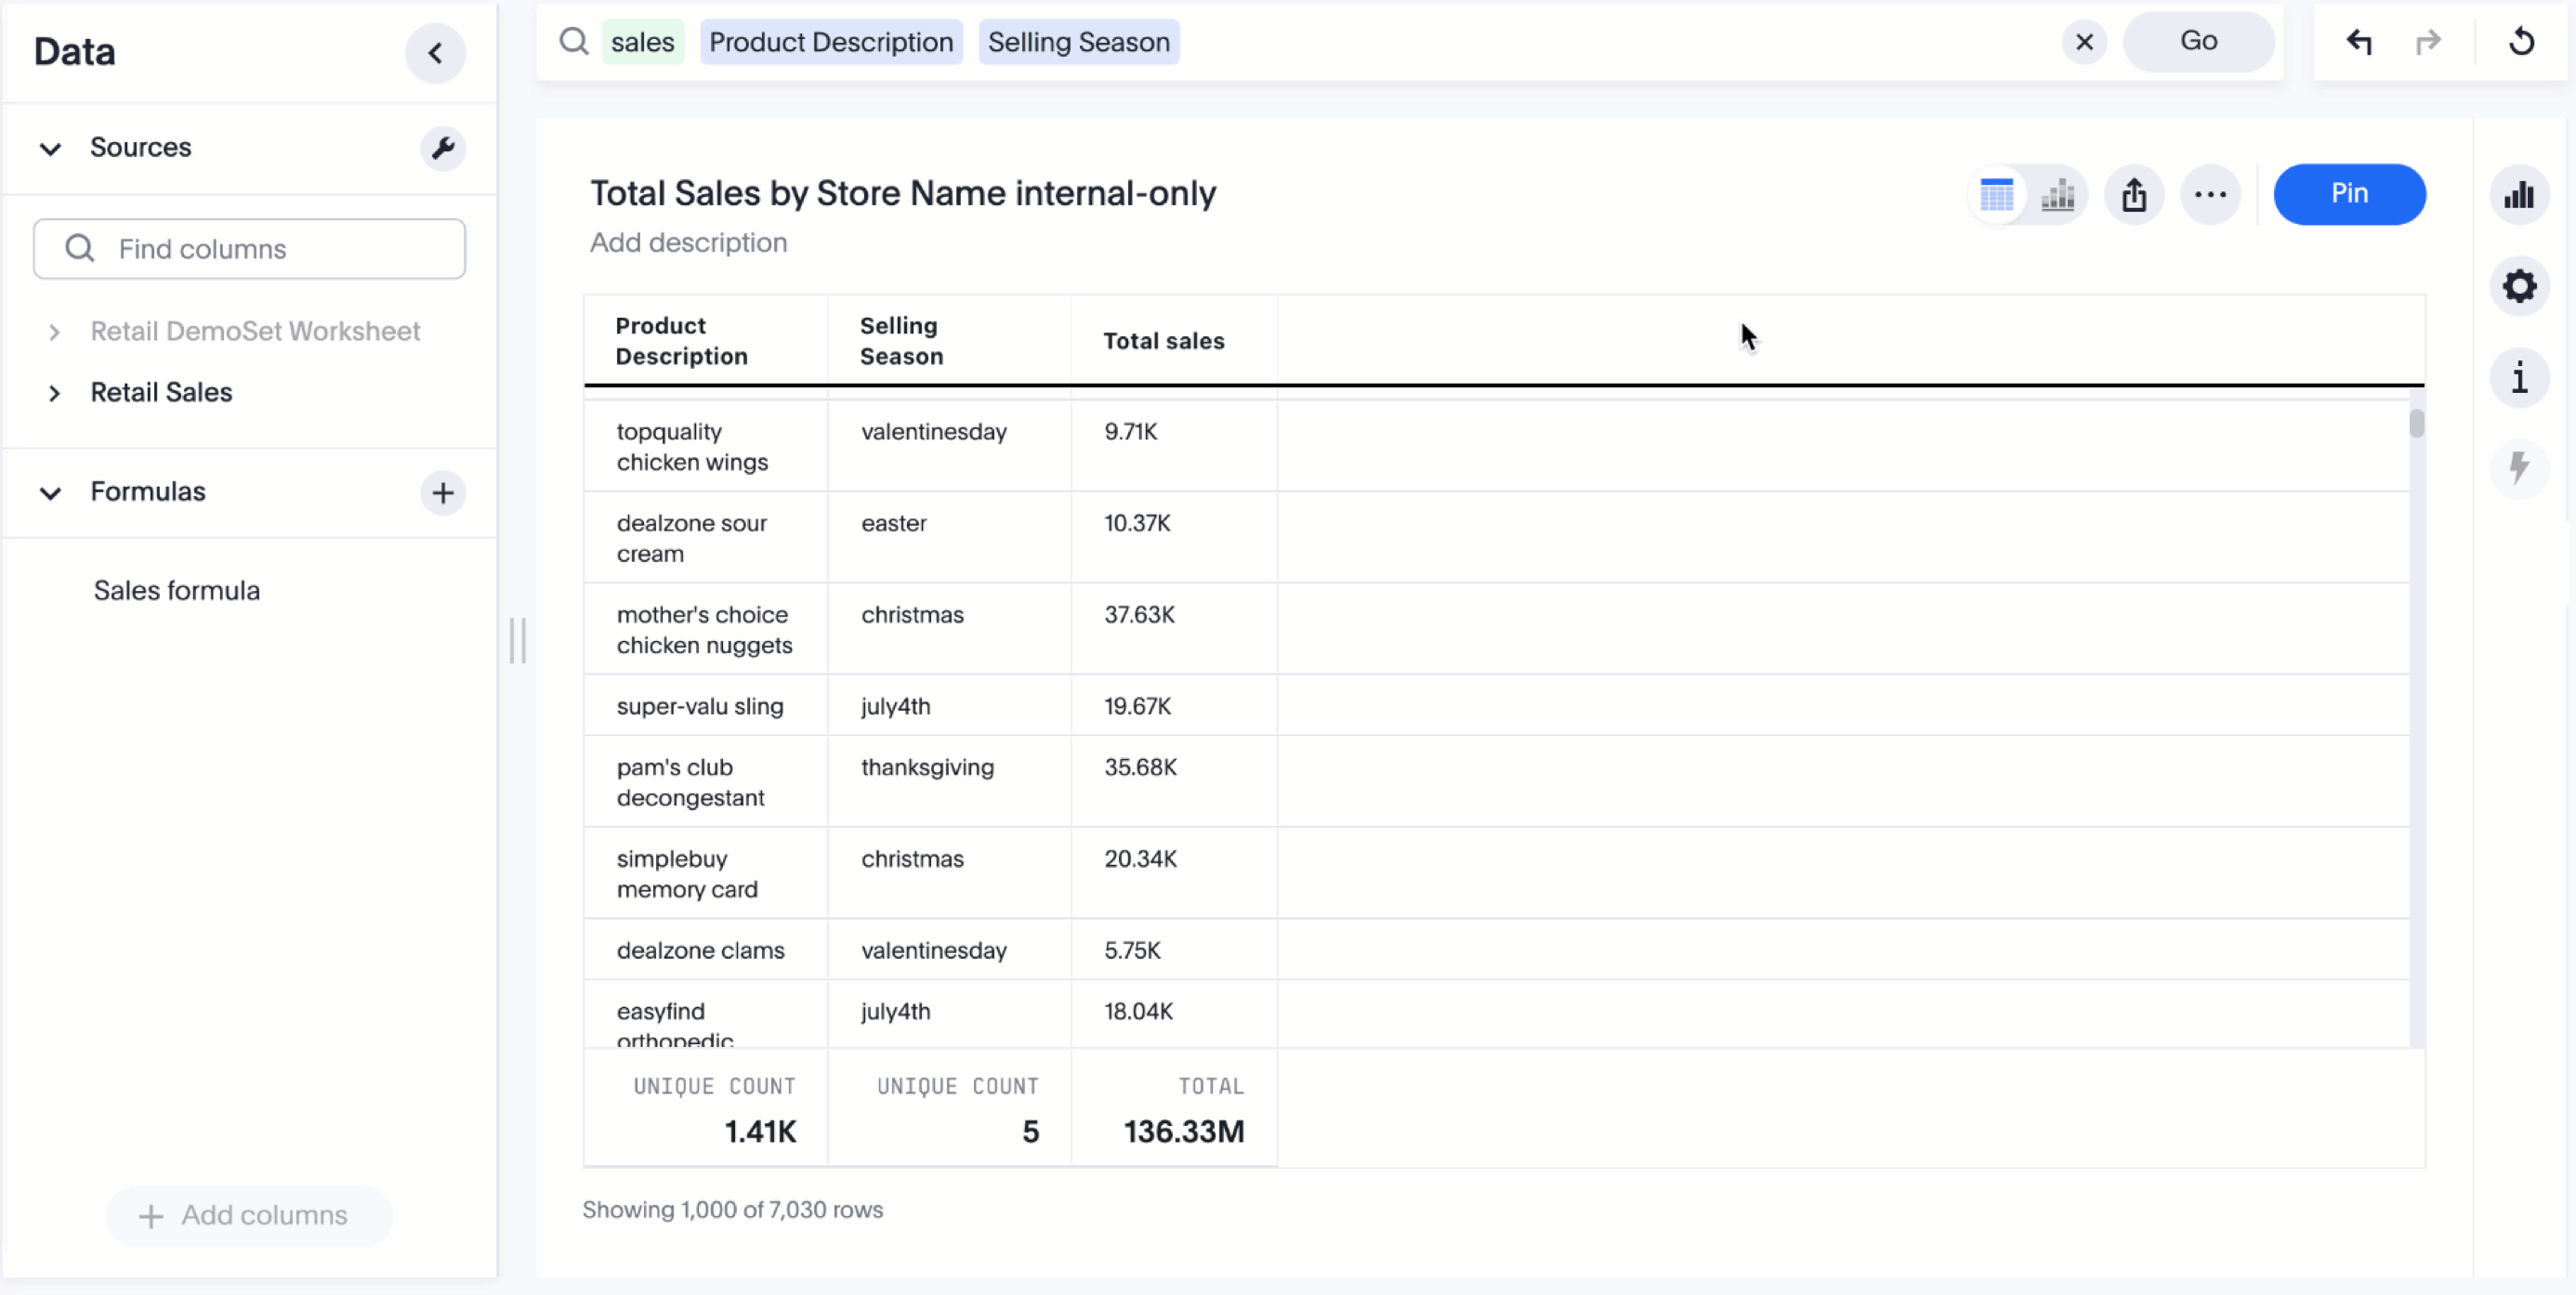 Data
Sources
Find columns
Retail DemoSet Worksheet
Retail Sales
Formulas
Sales formula
Add columns
sales Product Description Selling Season
Go
Total Sales by Store Name internal-only
Add description
Pin
Product
Description
Selling
Season
Total sales
topquality
chicken wings
valentinesday
9.71K
dealzone sour
cream
easter
10.37K
mother's choice
chicken nuggets
christmas
37.63K
super-valu sling
july4th
19.67K
pam's club
decongestant
thanksgiving
35.68K
simplebuy
memory card
christmas
20.34K
dealzone clams
valentinesday
5.75K
easyfind
orthopedic
july4th
18.04K
UNIQUE COUNT
1.41K
UNIQUE COUNT
5
TOTAL
136.33M
Showing 1,000 of 7,030 rows